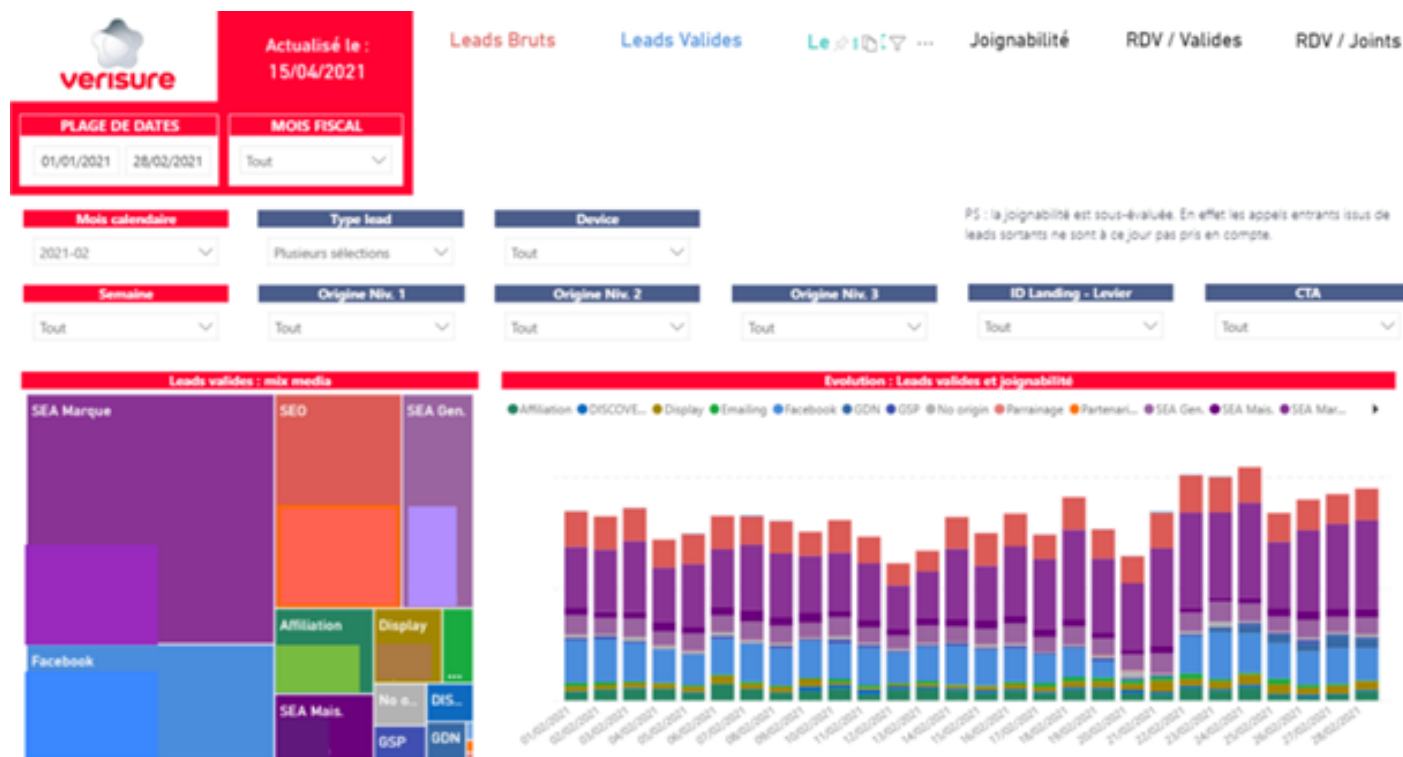 verisure
Actualisé le :
15/04/2021
Leads Bruts
Leads Valides
Le
Joignabilité
RDV / Valides
RDV / Joints
PLAGE DE DATES
MOIS FISCAL
01/01/2021
28/02/2021
Tout
PS : la joignabilité est sous-évaluée. En effet les appels entrants issus de
leads sortants ne sont à ce jour pas pris en compte.
Mois calendaire
Type lead
Device
2021-02
Plusieurs sélections
Tout
Semaine
Origine Niv. 1
Origine Niv. 2
Origine Niv. 3
ID Landing - Levier
CTA
Tout
Tout
Tout
Tout
Tout
Tout
Leads valides : mix media
SEA Marque
SEO
SEA Gen.
Affiliation
Display
...
Facebook
SEA Mais.
No o...
DIS...
GSP
GDN
Evolution : Leads valides et joignabilité
Affiliation
DISCOVE...
Display
Emailing
Facebook
GDN
GSP
No origin
Parrainage
Partenari...
SEA Gen.
SEA Mais.
SEA Mar...
01/02/2021
02/02/2021
03/02/2021
04/02/2021
05/02/2021
06/02/2021
07/02/2021
08/02/2021
09/02/2021
10/02/2021
11/02/2021
12/02/2021
13/02/2021
14/02/2021
15/02/2021
16/02/2021
17/02/2021
18/02/2021
19/02/2021
20/02/2021
21/02/2021
22/02/2021
23/02/2021
24/02/2021
25/02/2021
26/02/2021
27/02/2021
28/02/2021